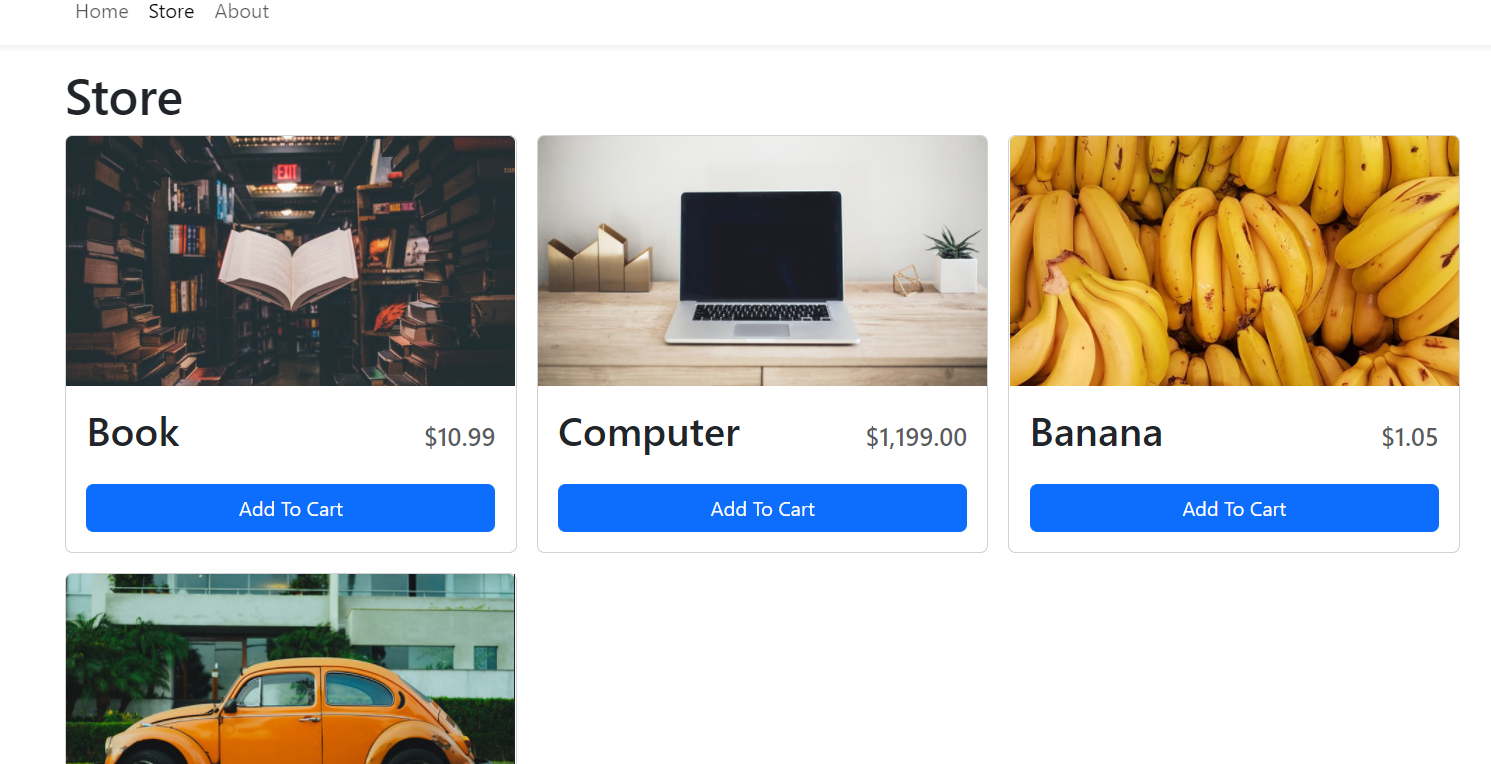 Home Store About
Store
EXIT
Book $10.99
Add To Cart
Computer $1,199.00
Add To Cart
Banana $1.05
Add To Cart